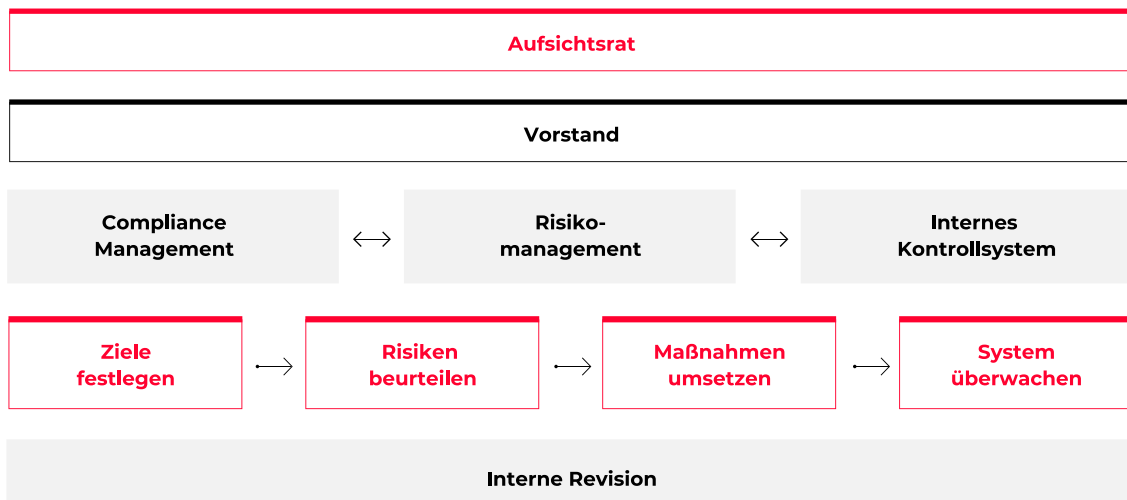 Aufsichtsrat
Vorstand
Compliance
Management
Risiko-
management
Internes
Kontrollsystem
Ziele
festlegen
Risiken
beurteilen
Maßnahmen
umsetzen
System
überwachen
Interne Revision